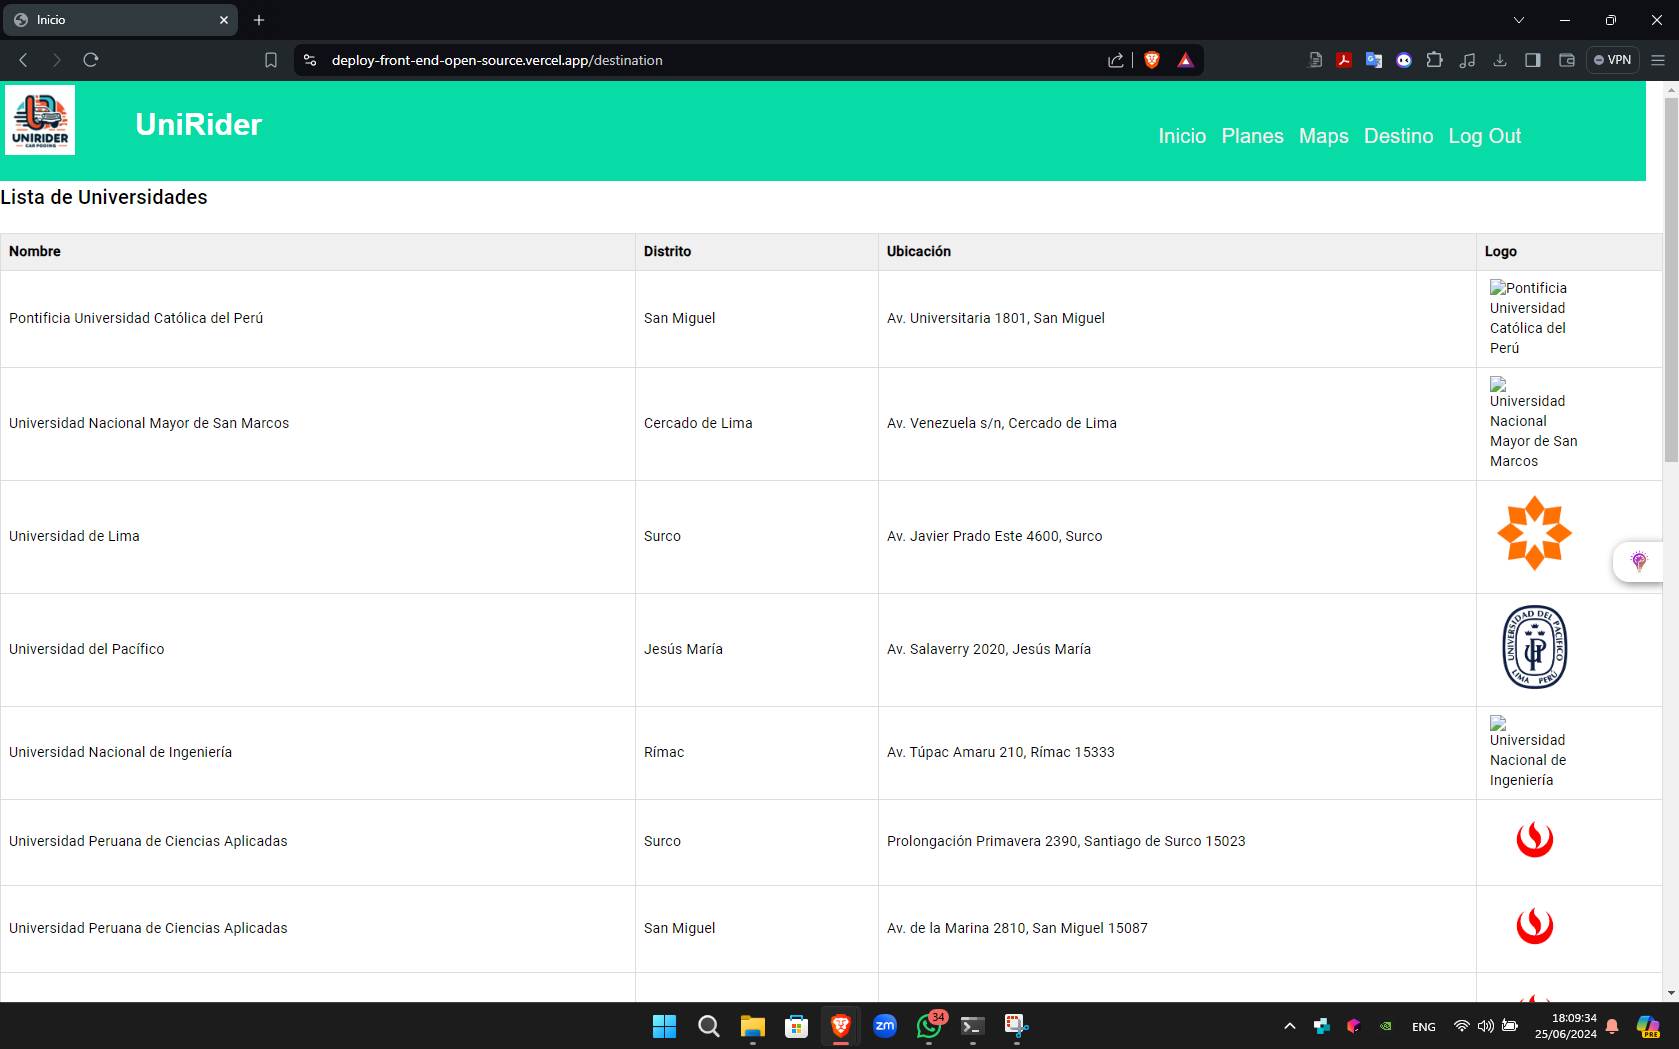 Inicio
deploy-front-end-open-source.vercel.app/destination
VPN
UNIRIDER
CAR POOING
UniRider
Inicio Planes Maps Destino Log Out
Lista de Universidades
Nombre Distrito Ubicación Logo
Pontificia Universidad Católica del Perú San Miguel Av. Universitaria 1801, San Miguel
Pontificia
Universidad
Católica del
Perú
Universidad Nacional Mayor de San Marcos Cercado de Lima Av. Venezuela s/n, Cercado de Lima
Universidad
Nacional
Mayor de San
Marcos
Universidad de Lima Surco Av. Javier Prado Este 4600, Surco
Universidad del Pacífico Jesús María Av. Salaverry 2020, Jesús María
UNIVERSIDAD DEL PACIFICO
LIMA PERÚ
Universidad Nacional de Ingeniería Rímac Av. Túpac Amaru 210, Rímac 15333
Universidad
Nacional de
Ingeniería
Universidad Peruana de Ciencias Aplicadas Surco Prolongación Primavera 2390, Santiago de Surco 15023
Universidad Peruana de Ciencias Aplicadas San Miguel Av. de la Marina 2810, San Miguel 15087
zm
34
ENG
18:09:34
25/06/2024
PRE